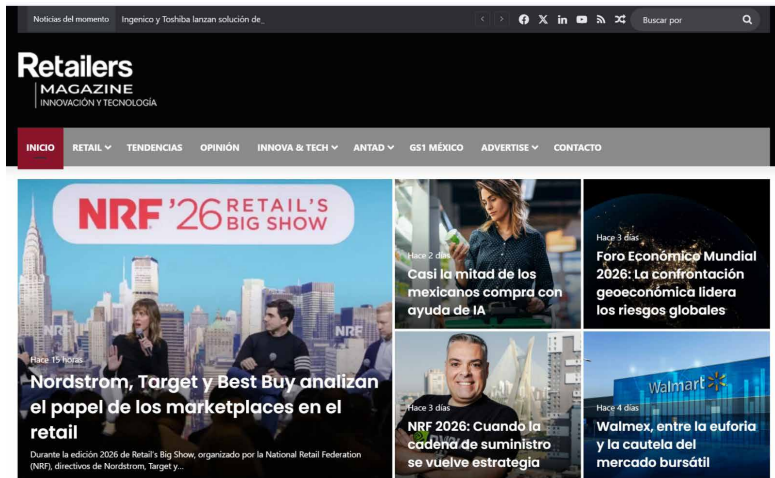 Noticias del momento
Ingenico y Toshiba lanzan solución de_
Buscar por
Retailers
MAGAZINE
INNOVACIÓN Y TECNOLOGÍA
INICIO
RETAIL
TENDENCIAS
OPINIÓN
INNOVA & TECH
ANTAD
GS1 MÉXICO
ADVERTISE
CONTACTO
NRF '26 RETAIL'S
BIG SHOW
NRF
NRF
Hace 15 horas
Nordstrom, Target y Best Buy analizan
el papel de los marketplaces en el
retail
Durante la edición 2026 de Retail's Big Show, organizado por la National Retail Federation
(NRF), directivos de Nordstrom, Target y...
Hace 2 días
Casi la mitad de los
mexicanos compra con
ayuda de IA
Hace 3 días
Foro Económico Mundial
2026: La confrontación
geoeconómica lidera
los riesgos globales
Hace 3 días
NRF 2026: Cuando la
cadena de suministro
se vuelve estrategia
Walmart
Hace 4 días
Walmex, entre la euforia
y la cautela del
mercado bursátil